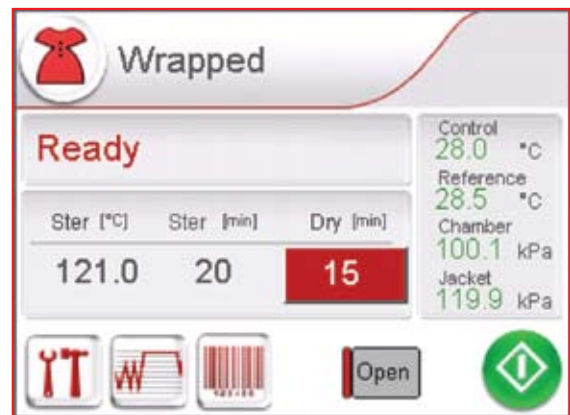 Wrapped
Ready
Ster [°C] Ster [min] Dry [min]
121.0 20 15
Control
28.0 °C
Reference
28.5 °C
Chamber
100.1 kPa
Jacket
119.9 kPa
Open